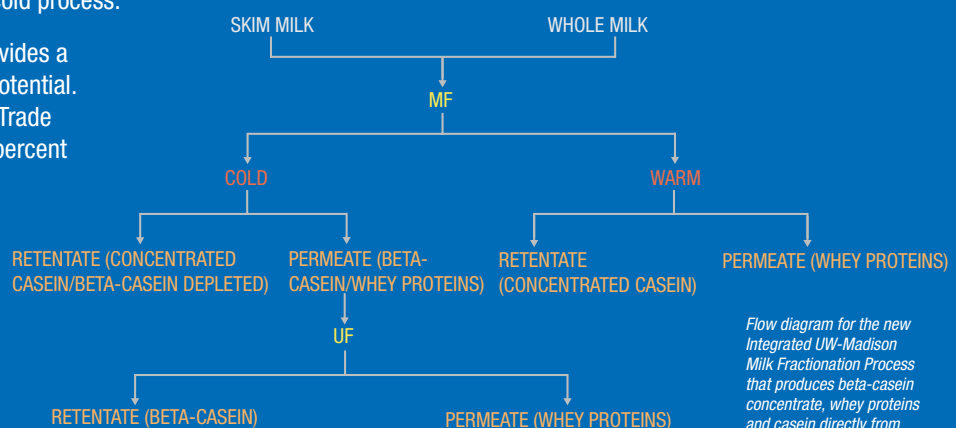 cold process.
vides a
otential.
Trade
percent
SKIM MILK
WHOLE MILK
MF
COLD
WARM
RETENTATE (CONCENTRATED
CASEIN/BETA-CASEIN DEPLETED)
PERMEATE (BETA-
CASEIN/WHEY PROTEINS)
RETENTATE
(CONCENTRATED CASEIN)
PERMEATE (WHEY PROTEINS)
UF
RETENTATE (BETA-CASEIN)
PERMEATE (WHEY PROTEINS)
Flow diagram for the new
Integrated UW-Madison
Milk Fractionation Process
that produces beta-casein
concentrate, whey proteins
and casein directly from